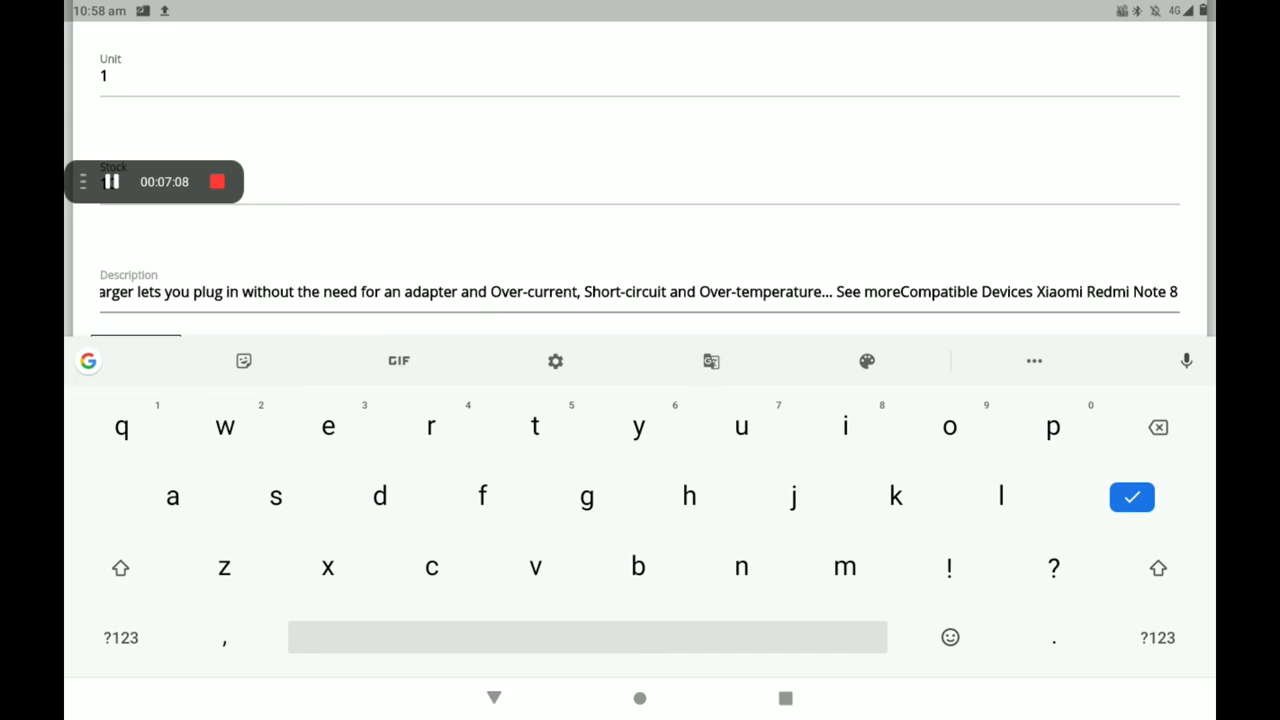 10:58 am 4G
Unit
1
Stock
00:07:08
Description
arger lets you plug in without the need for an adapter and Over-current, Short-circuit and Over-temperature... See moreCompatible Devices Xiaomi Redmi Note 8
G GIF
q 1 w 2 e 3 r 4 t 5 y 6 u 7 i 8 o 9 p 0
a s d f g h j k l
z x c v b n m ! ?
?123 , . ?123